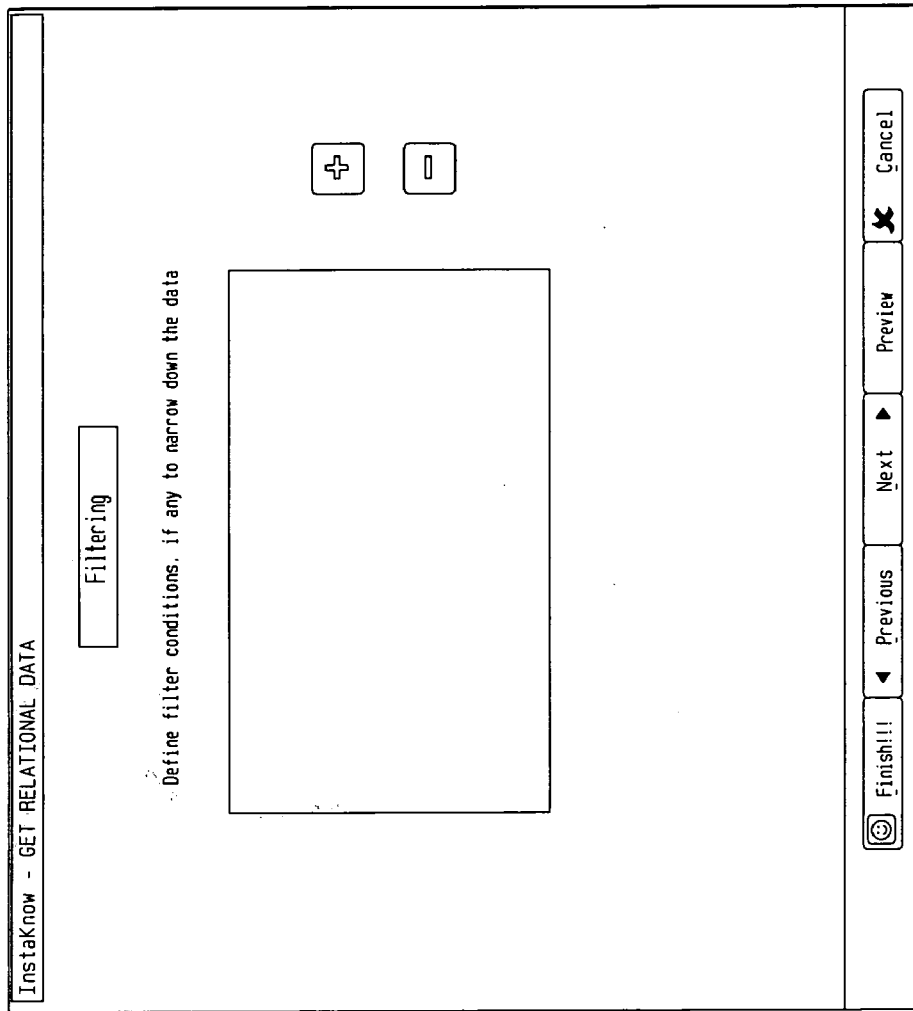 InstaKnow - GET RELATIONAL DATA
Filtering
Define filter conditions, if any to narrow down the data
+
-
Finish!!! Previous Next Preview Cancel